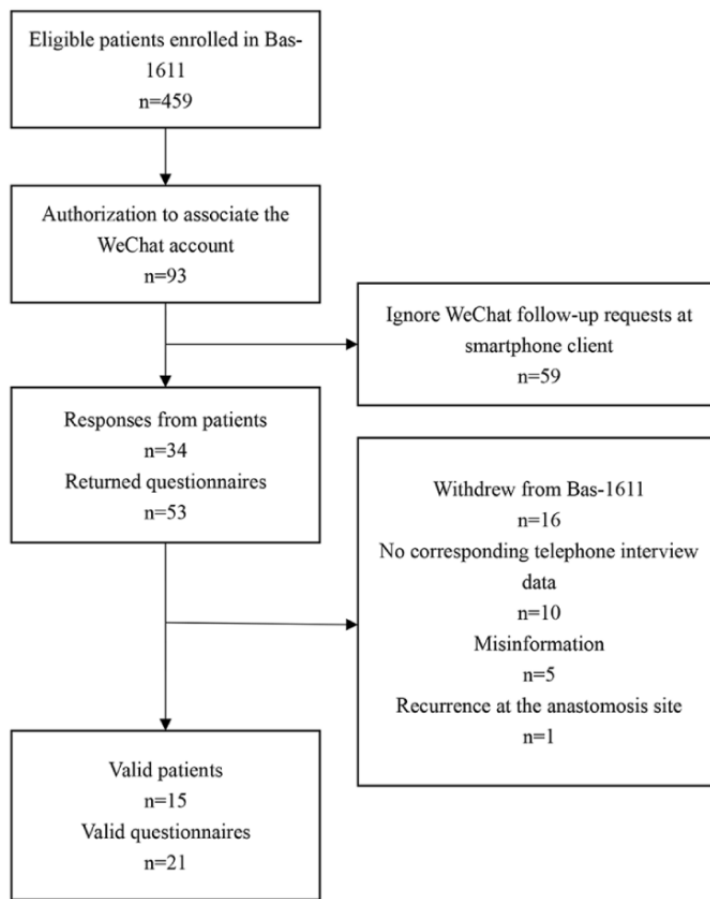 Eligible patients enrolled in Bas-
1611
n=459
Authorization to associate the
WeChat account
n=93
Ignore WeChat follow-up requests at
smartphone client
n=59
Responses from patients
n=34
Returned questionnaires
n=53
Withdrew from Bas-1611
n=16
No corresponding telephone interview
data
n=10
Misinformation
n=5
Recurrence at the anastomosis site
n=1
Valid patients
n=15
Valid questionnaires
n=21